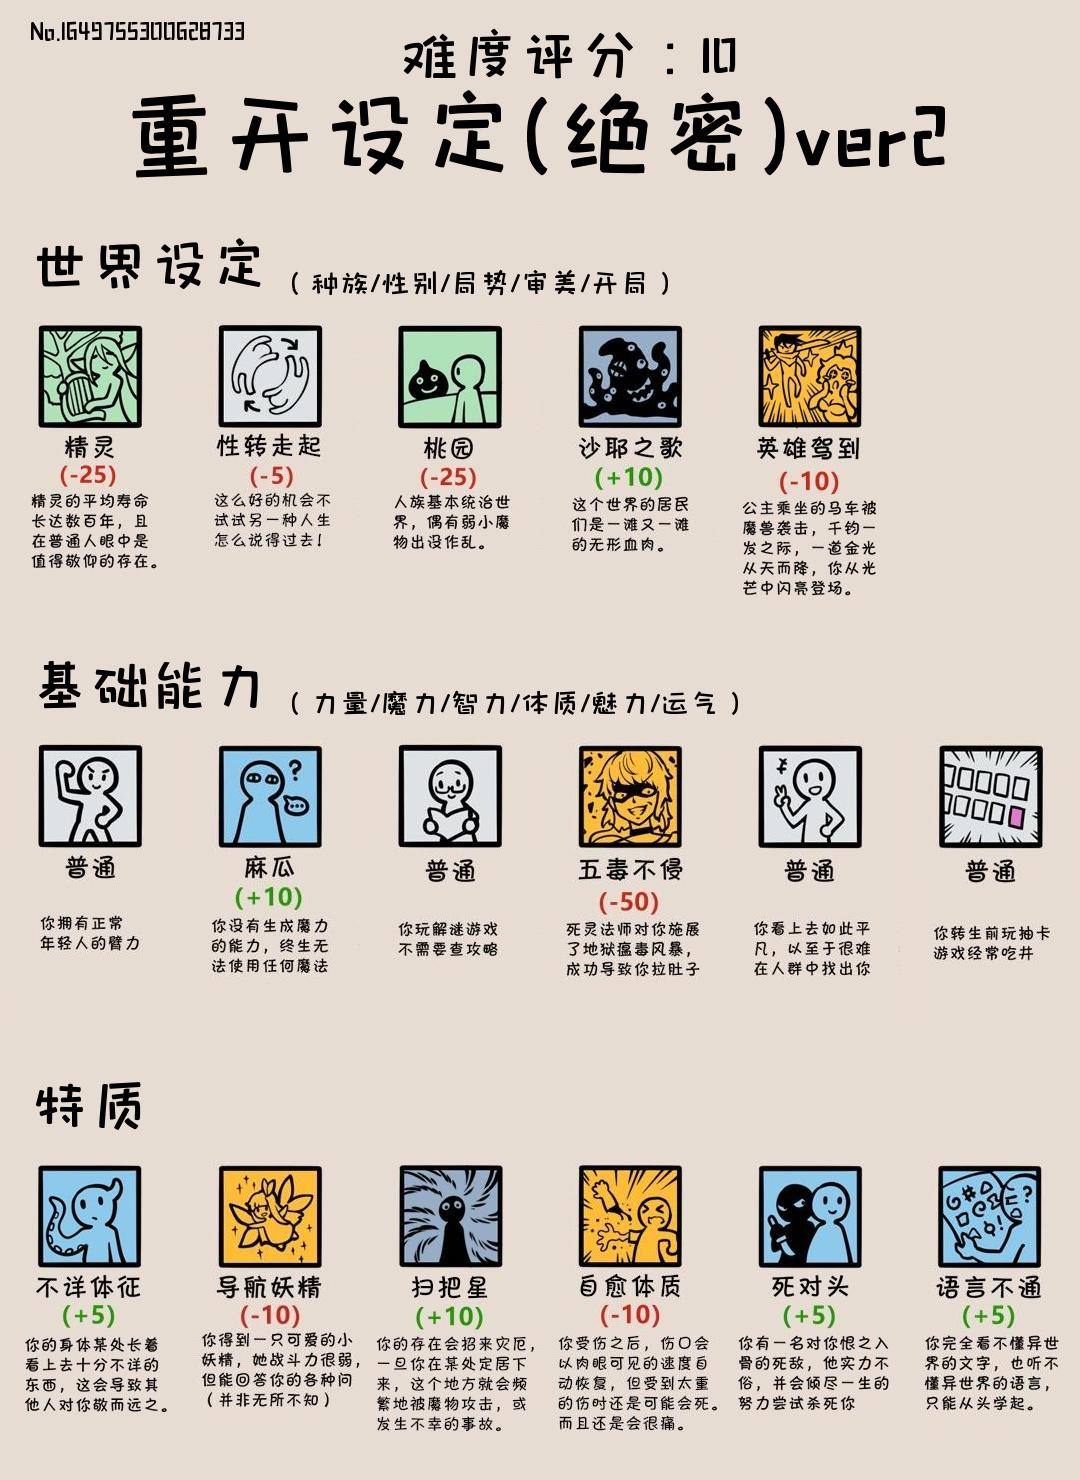 No.1649755300628733
难度评分：10
重开设定(绝密)ver2
世界设定（种族/性别/局势/审美/开局）
精灵
(-25)
精灵的平均寿命
长达数百年，且
在普通人眼中是
值得敬仰的存在。
性转走起
(-5)
这么好的机会不
试试另一种人生
怎么说得过去！
桃园
(-25)
人族基本统治世
界，偶有弱小魔
物出没作乱。
沙耶之歌
(+10)
这个世界的居民
们是一滩又一滩
的无形血肉。
英雄驾到
(-10)
公主乘坐的马车被
魔兽袭击，千钧一
发之际，一道金光
从天而降，你从光
芒中闪亮登场。
基础能力（力量/魔力/智力/体质/魅力/运气）
普通
你拥有正常
年轻人的臂力
麻瓜
(+10)
你没有生成魔力
的能力，终生无
法使用任何魔法
普通
你玩解谜游戏
不需要查攻略
五毒不侵
(-50)
死灵法师对你施展
了地狱瘟毒风暴，
成功导致你拉肚子
普通
你看上去如此平
凡，以至于很难
在人群中找出你
普通
你转生前玩抽卡
游戏经常吃井
特质
不详体征
(+5)
你的身体某处长着
看上去十分不详的
东西，这会导致其
他人对你敬而远之。
导航妖精
(-10)
你得到一只可爱的小
妖精，她战斗力很弱，
但能回答你的各种问
（并非无所不知）
扫把星
(+10)
你的存在会招来灾厄，
一旦你在某处定居下
来，这个地方就会频
繁地被魔物攻击，或
发生不幸的事故。
自愈体质
(-10)
你受伤之后，伤口会
以肉眼可见的速度自
动恢复，但受到太重
的伤时还是可能会死。
而且还是会很痛。
死对头
(+5)
你有一名对你恨之入
骨的死敌，他实力不
俗，并会倾尽一生的
努力尝试杀死你
语言不通
(+5)
你完全看不懂异世
界的文字，也听不
懂异世界的语言，
只能从头学起。